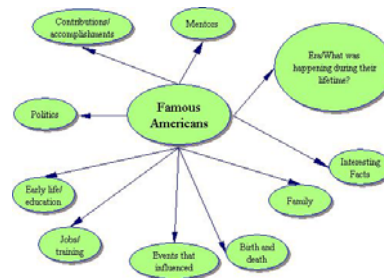 Contributions/
accomplishments
Mentors
Era/What was
happening during their
lifetime?
Politics
Famous
Americans
Interesting
Facts
Early life/
education
Family
Jobs/
training
Events that
influenced
Birth and
death